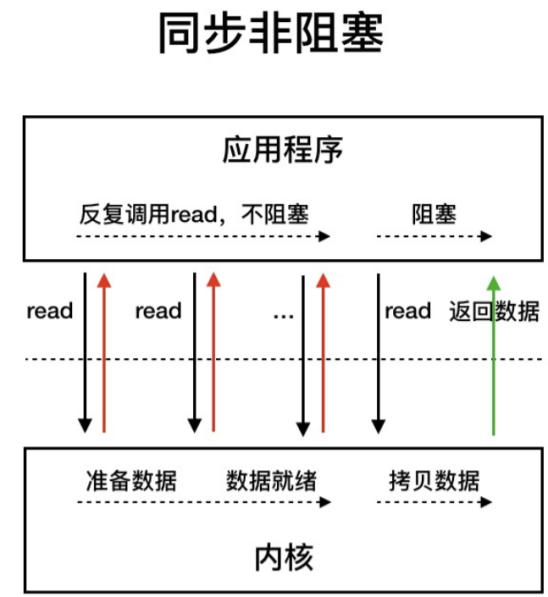 同步非阻塞
应用程序
反复调用read，不阻塞
阻塞
read
read
...
read
返回数据
准备数据
数据就绪
拷贝数据
内核